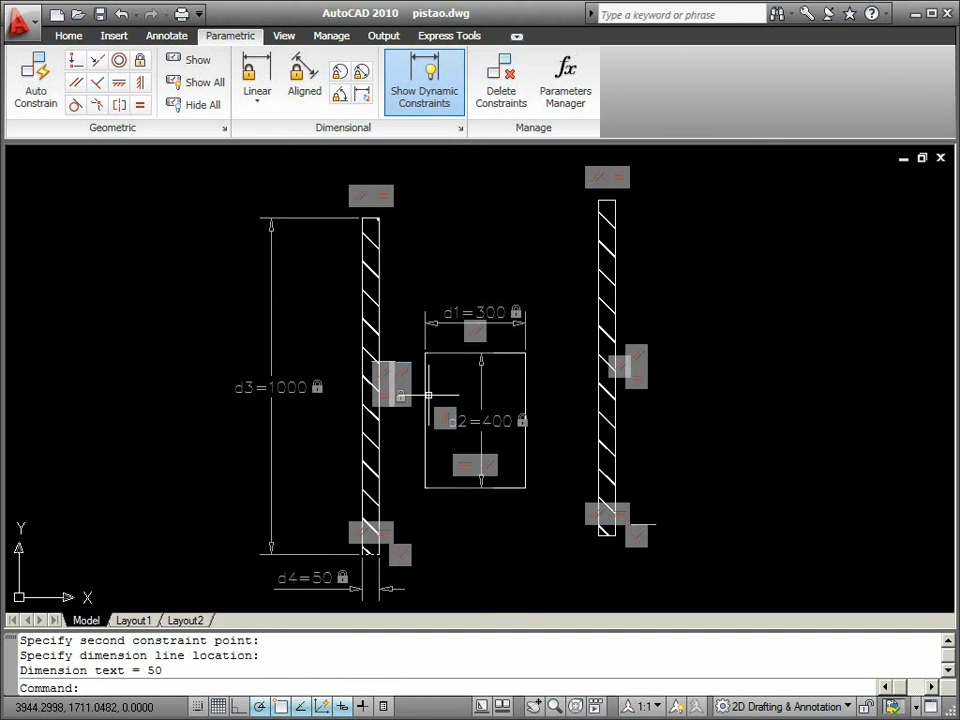 AutoCAD 2010 pistao.dwg
Type a keyword or phrase
Home Insert Annotate Parametric View Manage Output Express Tools
Auto Constrain
Show
Show All
Hide All
Linear
Aligned
Show Dynamic Constraints
Delete Constraints
fx
Parameters Manager
Geometric
Dimensional
Manage
d1=300
d3=1000
d2=400
d4=50
Y
X
Model Layout1 Layout2
Specify second constraint point:
Specify dimension line location:
Dimension text = 50
Command:
3944.2998, 1711.0482, 0.0000
1:1
2D Drafting & Annotation